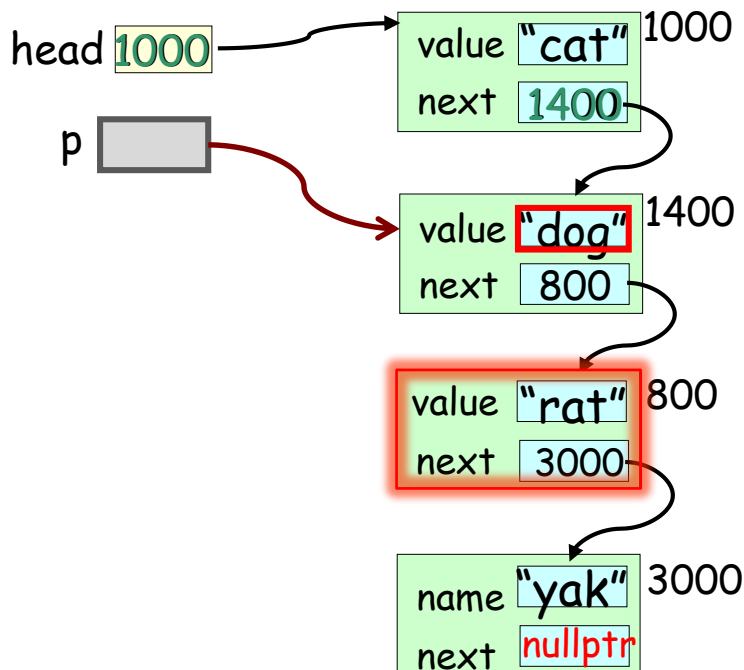 head 1000
value "cat" 1000
next 1400
p
value "dog" 1400
next 800
value "rat" 800
next 3000
name "yak" 3000
next nullptr